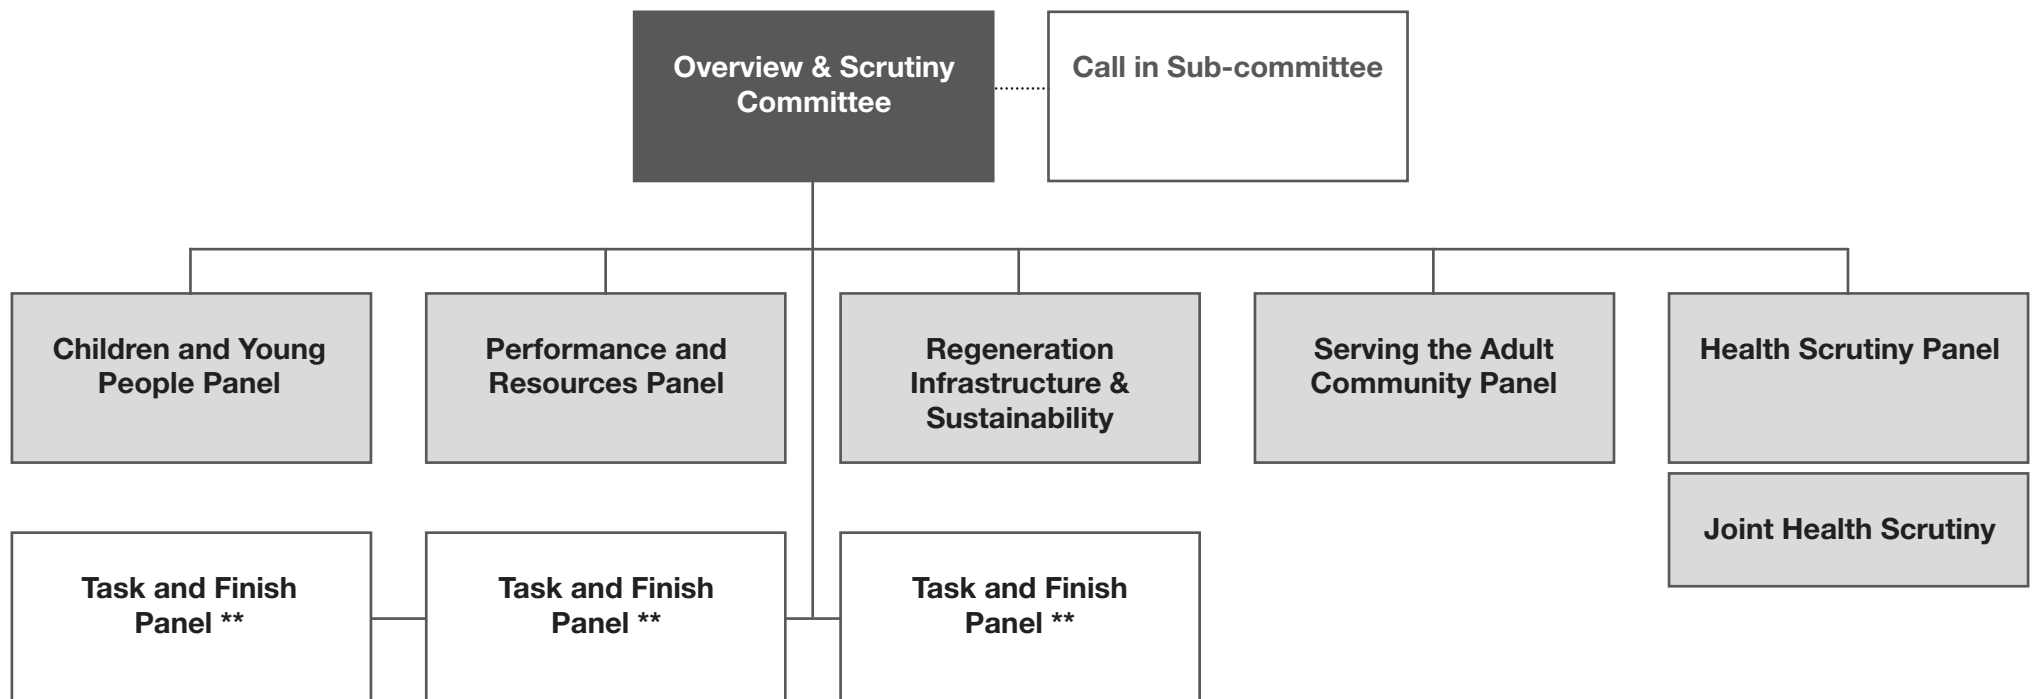 Overview & Scrutiny
Committee
Call in Sub-committee
Children and Young
People Panel
Performance and
Resources Panel
Regeneration
Infrastructure &
Sustainability
Serving the Adult
Community Panel
Health Scrutiny Panel
Joint Health Scrutiny
Task and Finish
Panel **
Task and Finish
Panel **
Task and Finish
Panel **